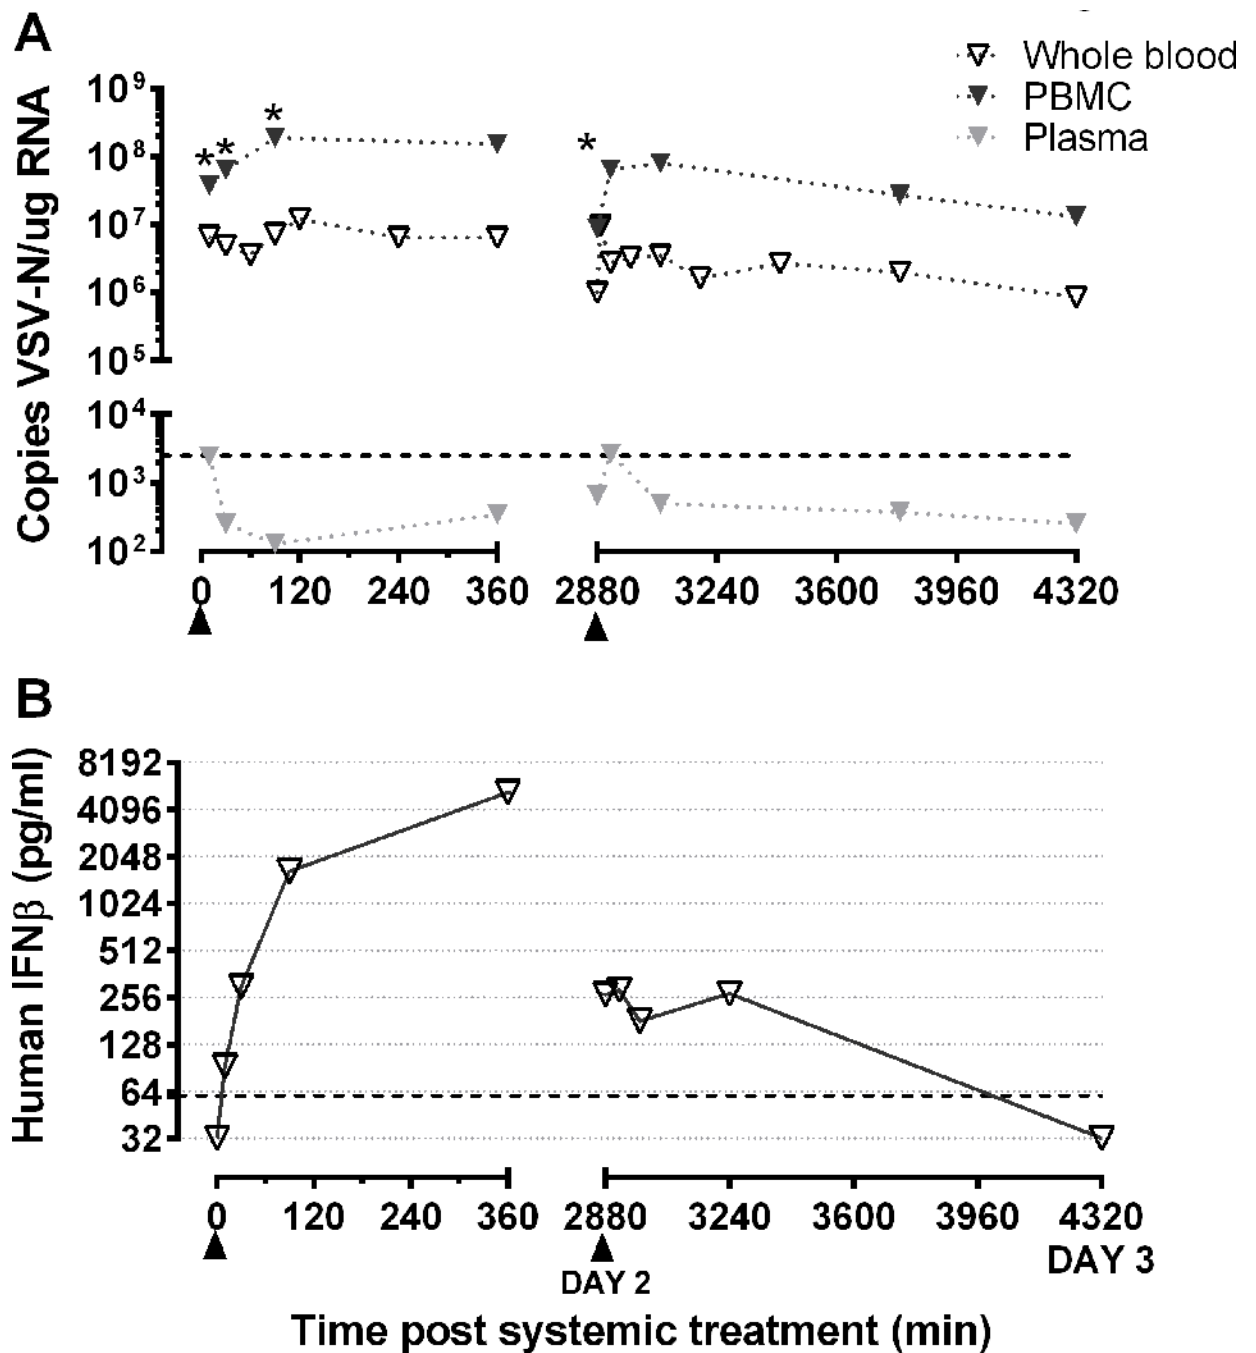 A
Whole blood
PBMC
Plasma
Copies VSV-N/ug RNA
10⁹
10⁸
10⁷
10⁶
10⁵
10⁴
10³
10²
* * * *
0 120 240 360 2880 3240 3600 3960 4320
B
Human IFNβ (pg/ml)
8192
4096
2048
1024
512
256
128
64
32
0 120 240 360 2880 3240 3600 3960 4320
DAY 2 DAY 3
Time post systemic treatment (min)